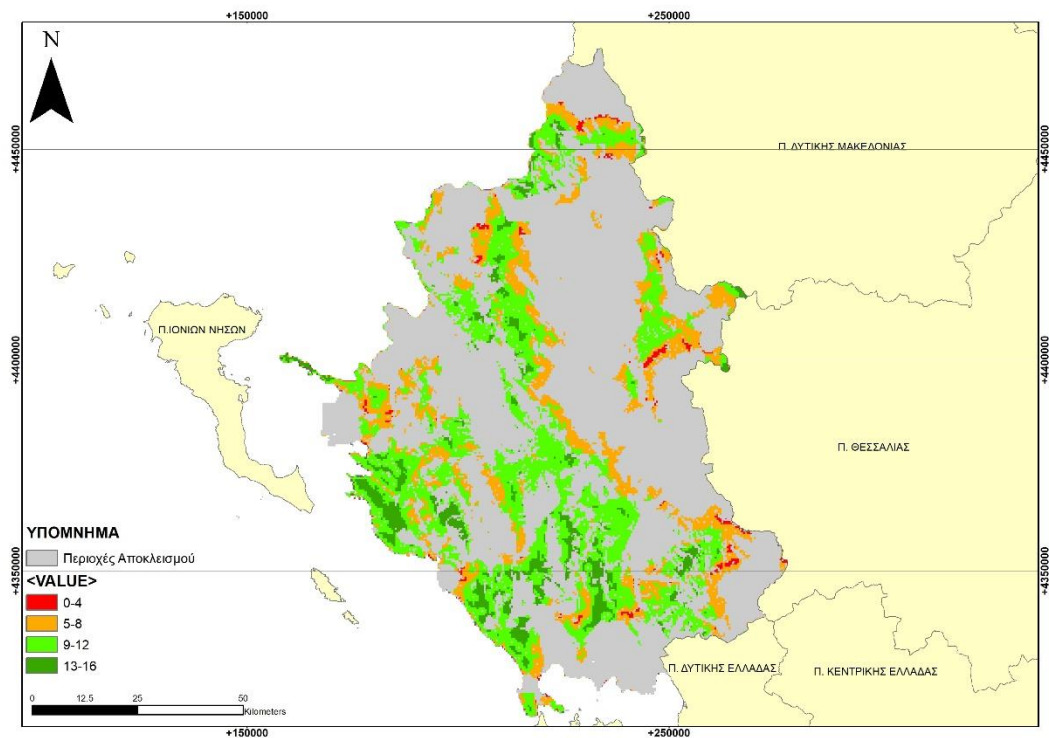 +150000
+250000
N
+4450000
Π. ΔΥΤΙΚΗΣ ΜΑΚΕΔΟΝΙΑΣ
+4450000
Π.ΙΟΝΙΩΝ ΝΗΣΩΝ
+4400000
+4400000
Π. ΘΕΣΣΑΛΙΑΣ
ΥΠΟΜΝΗΜΑ
Περιοχές Αποκλεισμού
<VALUE>
0-4
5-8
9-12
13-16
+4350000
+4350000
Π. ΔΥΤΙΚΗΣ ΕΛΛΑΔΑΣ
Π. ΚΕΝΤΡΙΚΗΣ ΕΛΛΑΔΑΣ
0 12.5 25 50
Kilometers
+150000
+250000